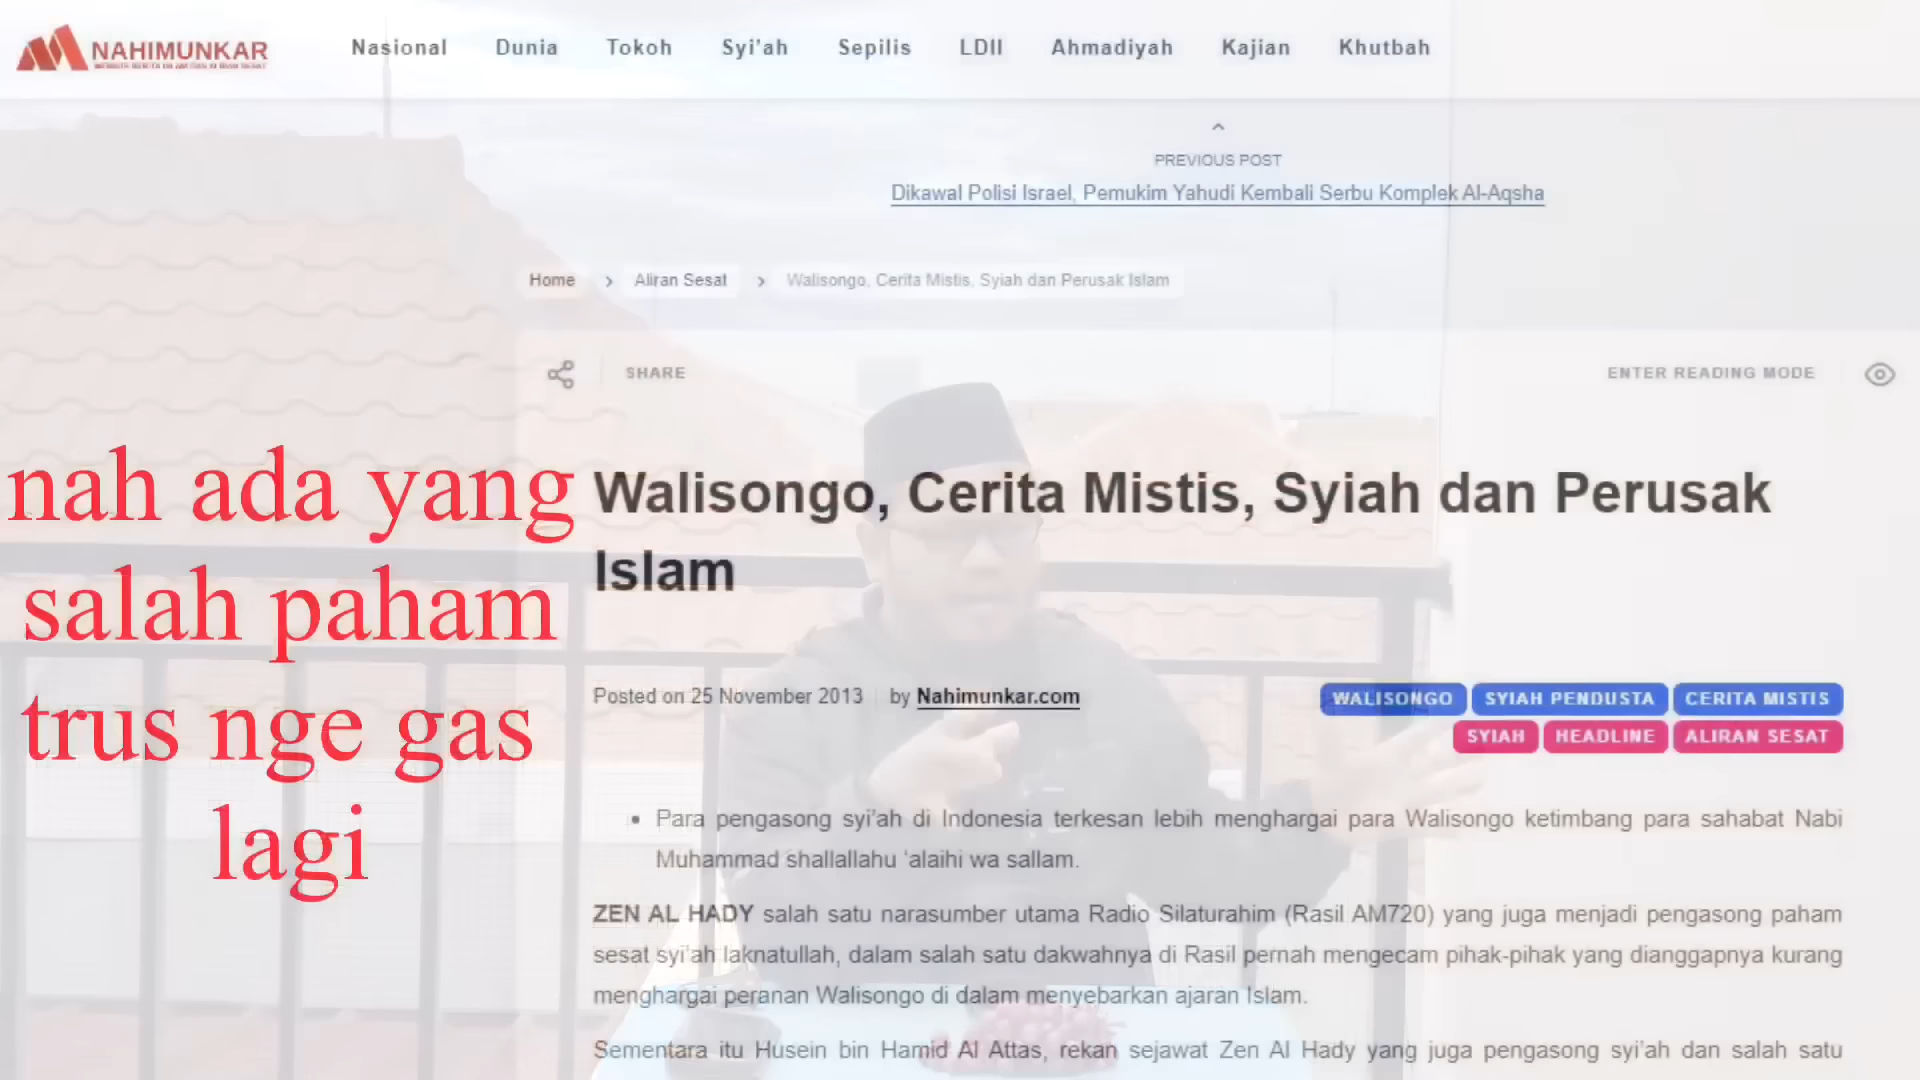 NAHIMUNKAR
Nasional Dunia Tokoh Syi'ah Sepilis LDII Ahmadiyah Kajian Khutbah
PREVIOUS POST
Dikawal Polisi Israel, Pemukim Yahudi Kembali Serbu Komplek Al-Aqsha
Home > Aliran Sesat > Walisongo, Cerita Mistis, Syiah dan Perusak Islam
SHARE
ENTER READING MODE
nah ada yang
salah paham
trus nge gas
lagi
Walisongo, Cerita Mistis, Syiah dan Perusak
Islam
Posted on 25 November 2013 by Nahimunkar.com
WALISONGO SYIAH PENDUSTA CERITA MISTIS
SYIAH HEADLINE ALIRAN SESAT
• Para pengasong syi'ah di Indonesia terkesan lebih menghargai para Walisongo ketimbang para sahabat Nabi
Muhammad shallallahu 'alaihi wa sallam.
ZEN AL HADY salah satu narasumber utama Radio Silaturahim (Rasil AM720) yang juga menjadi pengasong paham
sesat syi'ah laknatullah, dalam salah satu dakwahnya di Rasil pernah mengecam pihak-pihak yang dianggapnya kurang
menghargai peranan Walisongo di dalam menyebarkan ajaran Islam.
Sementara itu Husein bin Hamid Al Attas, rekan sejawat Zen Al Hady yang juga pengasong syi'ah dan salah satu